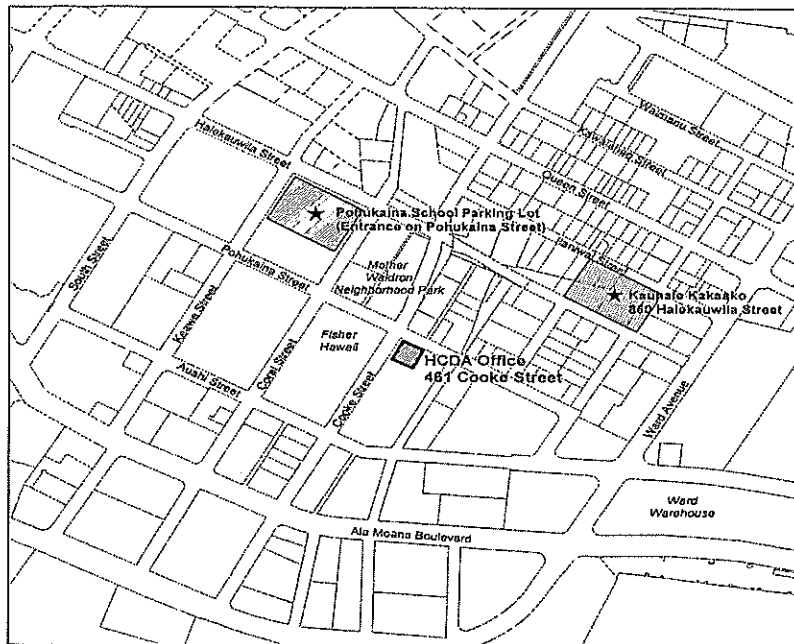 Waimanu Street
Kawaiahao Street
Halekauwila Street
Queen Street
Pohukaina School Parking Lot
(Entrance on Pohukaina Street)
Street
Pohukaina Street
South Street
Mother
Waldron
Neighborhood Park
Kauhale Kakaako
860 Halekauwila Street
Keawe Street
Fisher
Hawaii
HCDA Office
461 Cooke Street
Coral Street
Auahi Street
Cooke Street
Ward Avenue
Ward
Warehouse
Ala Moana Boulevard